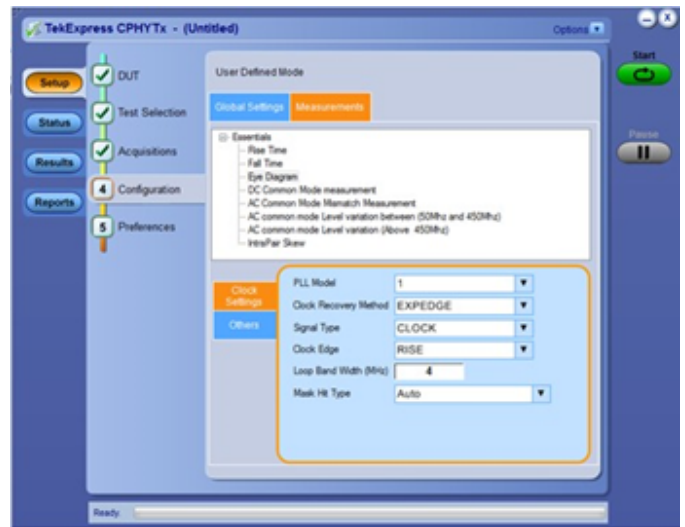 TekExpress CPHYTx - (Untitled)
Options
Start
Pause
Setup
Status
Results
Reports
DUT
Test Selection
Acquisitions
4 Configuration
5 Preferences
User Defined Mode
Global Settings Measurements
Essentials
Rise Time
Fall Time
Eye Diagram
DC Common Mode measurement
AC Common Mode Mismatch Measurement
AC common mode Level variation between (50Mhz and 450Mhz)
AC common mode Level variation (Above 450Mhz)
IntraPair Skew
Clock Settings
Others
PLL Model 1
Clock Recovery Method EXPEDGE
Signal Type CLOCK
Clock Edge RISE
Loop Band Width (MHz) 4
Mask Hit Type Auto
Ready.